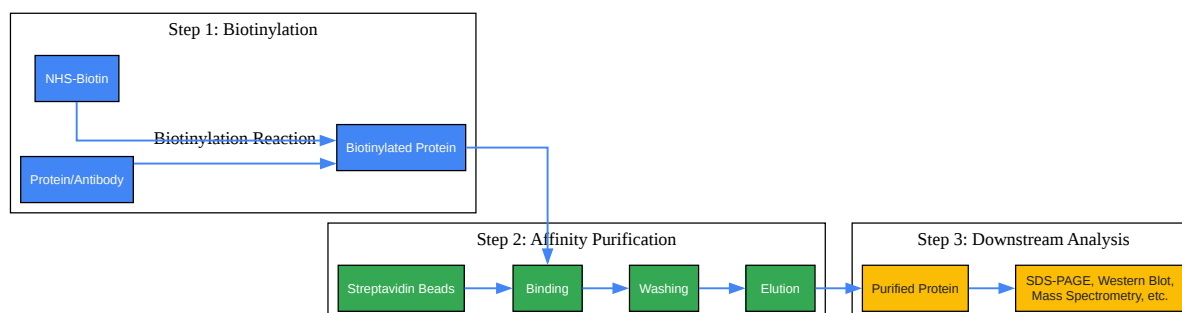 Step 1: Biotinylation
NHS-Biotin
Biotinylation Reaction
Biotinylated Protein
Protein/Antibody
Step 2: Affinity Purification
Streptavidin Beads
Binding
Washing
Elution
Step 3: Downstream Analysis
Purified Protein
SDS-PAGE, Western Blot,
Mass Spectrometry, etc.